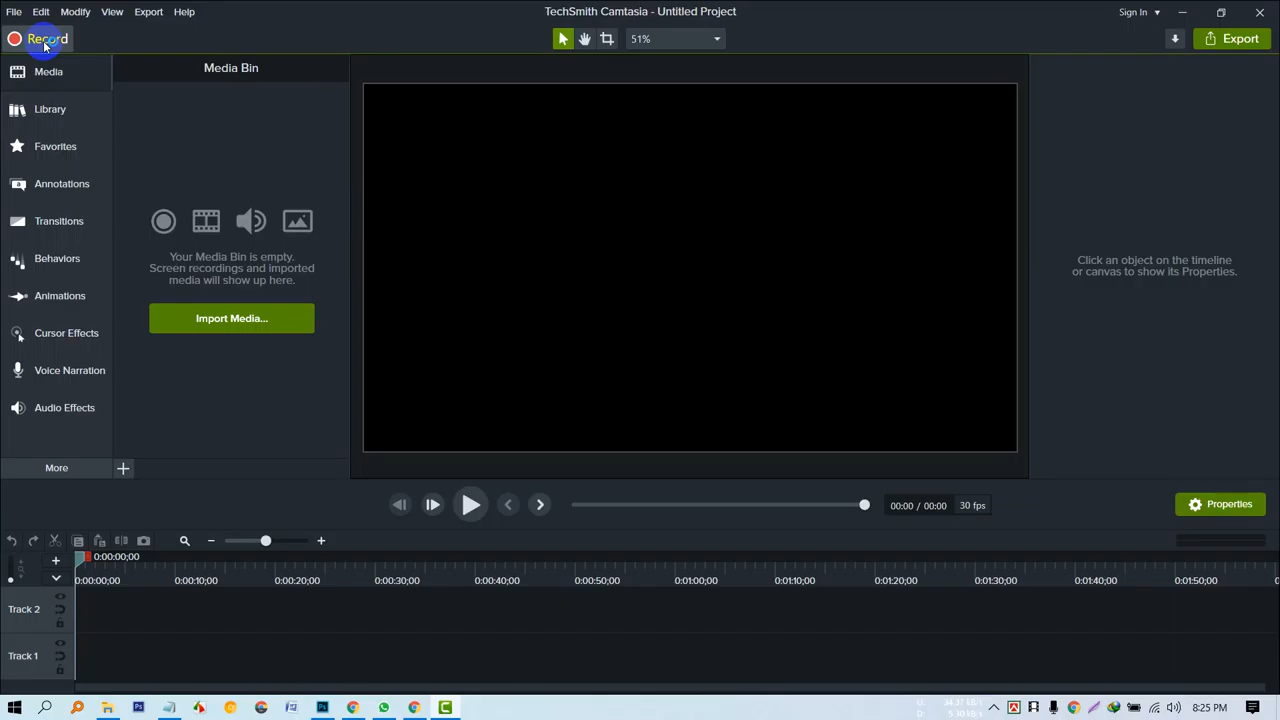 File Edit Modify View Export Help TechSmith Camtasia - Untitled Project Sign In
Record 51% Export
Media
Media Bin
Library
Favorites
Annotations
Transitions
Behaviors
Animations
Cursor Effects
Voice Narration
Audio Effects
More
Your Media Bin is empty.
Screen recordings and imported
media will show up here.
Import Media...
Click an object on the timeline
or canvas to show its Properties.
00:00 / 00:00 30 fps
Properties
0:00:00;00
0:00:00;00 0:00:10;00 0:00:20;00 0:00:30;00 0:00:40;00 0:00:50;00 0:01:00;00 0:01:10;00 0:01:20;00 0:01:30;00 0:01:40;00 0:01:50;00
Track 2
Track 1
U: 34.37 kB/s
D: 5.30 kB/s
8:25 PM